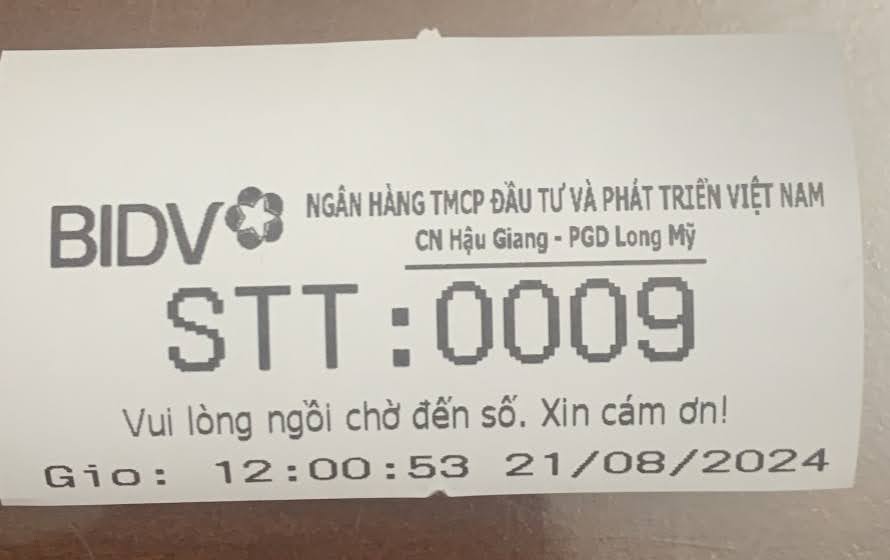 BIDV NGÂN HÀNG TMCP ĐẦU TƯ VÀ PHÁT TRIỂN VIỆT NAM
CN Hậu Giang - PGD Long Mỹ
STT:0009
Vui lòng ngồi chờ đến số. Xin cám ơn!
Gio: 12:00:53 21/08/2024